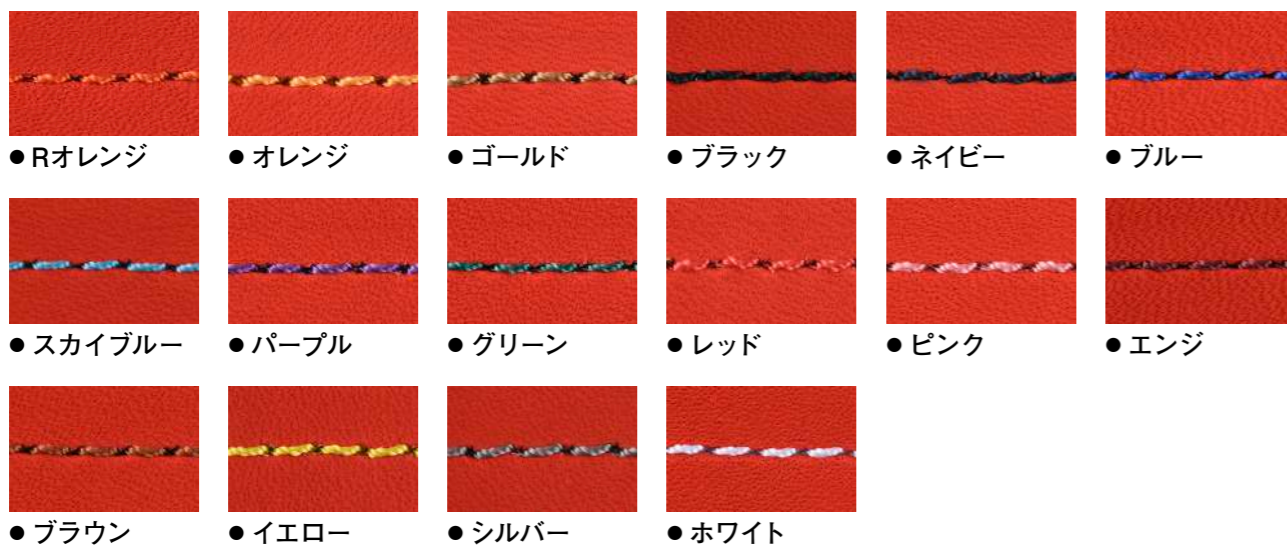 ● Rオレンジ
● オレンジ
● ゴールド
● ブラック
● ネイビー
● ブルー
● スカイブルー
● パープル
● グリーン
● レッド
● ピンク
● エンジ
● ブラウン
● イエロー
● シルバー
● ホワイト